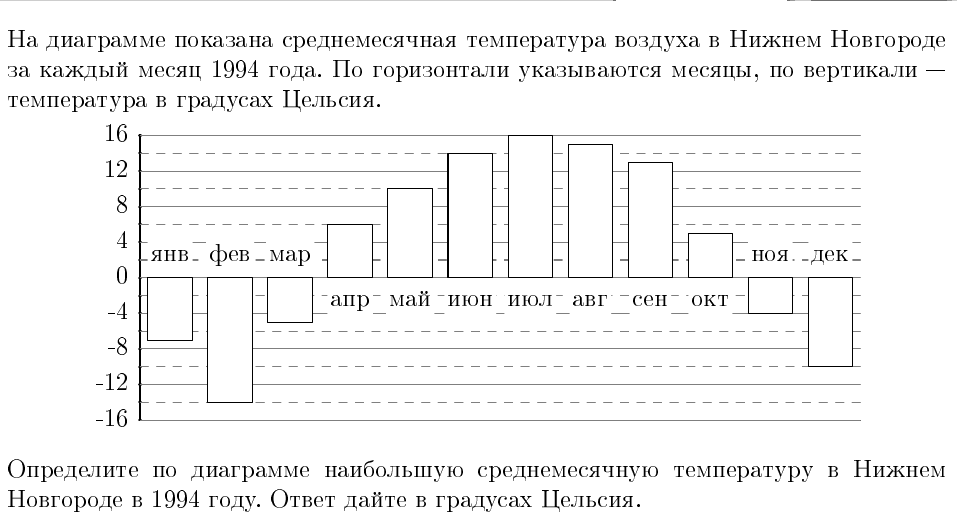 На диаграмме показана среднемесячная температура воздуха в Нижнем Новгороде
за каждый месяц 1994 года. По горизонтали указываются месяцы, по вертикали —
температура в градусах Цельсия.
16
12
8
4
янв фев мар ноя дек
0
апр май июн июл авг сен окт
-4
-8
-12
-16
Определите по диаграмме наибольшую среднемесячную температуру в Нижнем
Новгороде в 1994 году. Ответ дайте в градусах Цельсия.